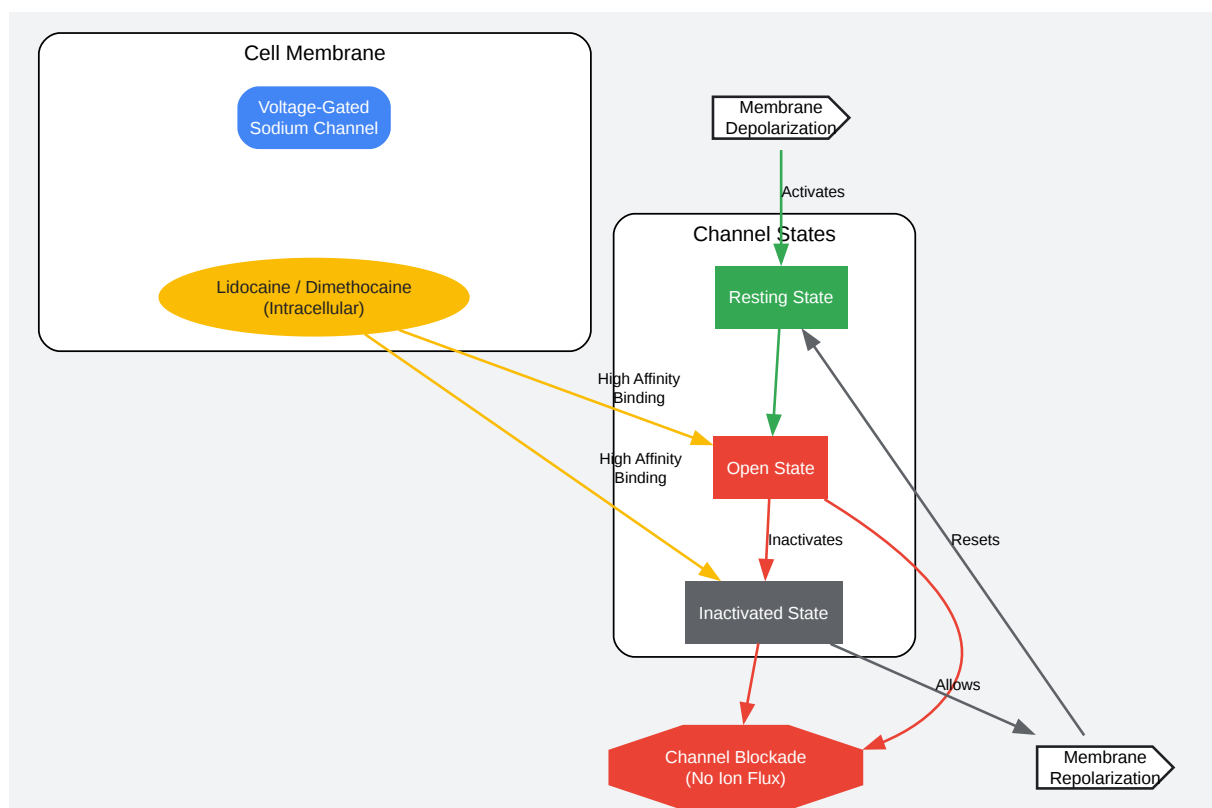 Cell Membrane
Voltage-Gated
Sodium Channel
Lidocaine / Dimethocaine
(Intracellular)
Membrane
Depolarization
Activates
Channel States
Resting State
High Affinity
Binding
High Affinity
Binding
Open State
Inactivates
Resets
Inactivated State
Allows
Channel Blockade
(No Ion Flux)
Membrane
Repolarization